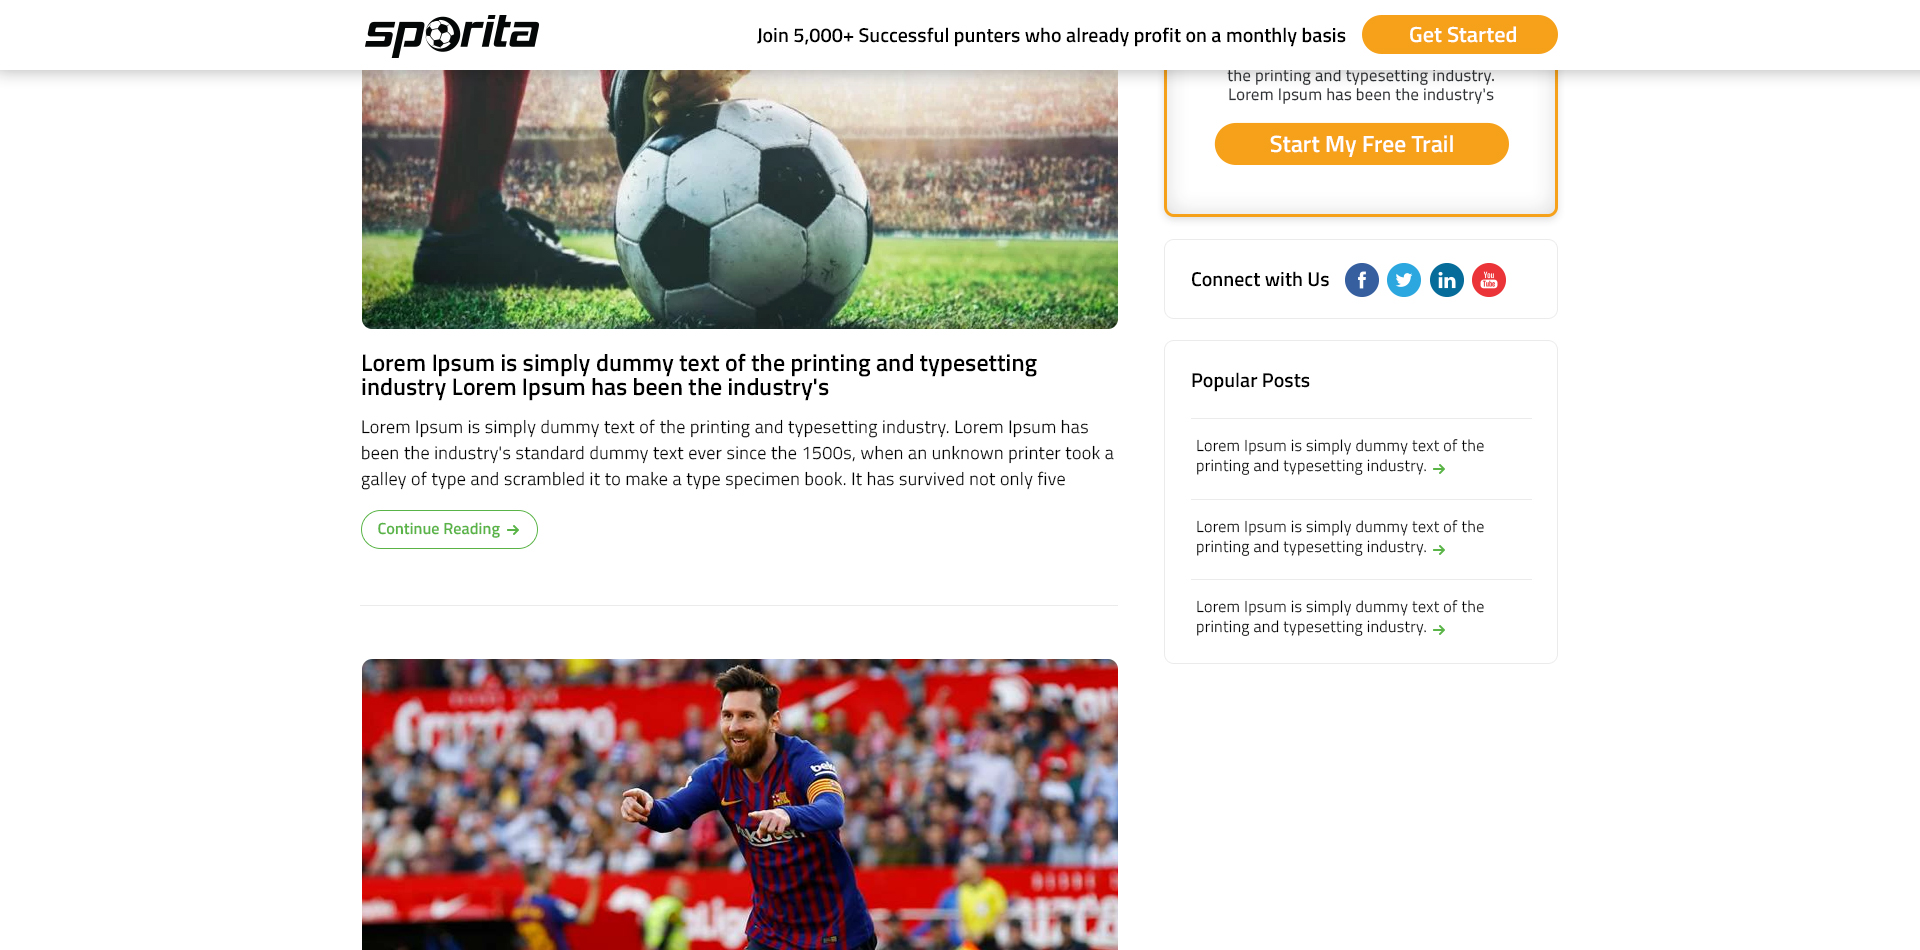 sporita
Join 5,000+ Successful punters who already profit on a monthly basis
Get Started
Lorem Ipsum is simply dummy text of the printing and typesetting
industry Lorem Ipsum has been the industry's
Lorem Ipsum is simply dummy text of the printing and typesetting industry. Lorem Ipsum has
been the industry's standard dummy text ever since the 1500s, when an unknown printer took a
galley of type and scrambled it to make a type specimen book. It has survived not only five
Continue Reading →
the printing and typesetting industry.
Lorem Ipsum has been the industry's
Start My Free Trail
Connect with Us
f
in
You
Tube
Popular Posts
Lorem Ipsum is simply dummy text of the
printing and typesetting industry. →
Lorem Ipsum is simply dummy text of the
printing and typesetting industry. →
Lorem Ipsum is simply dummy text of the
printing and typesetting industry. →